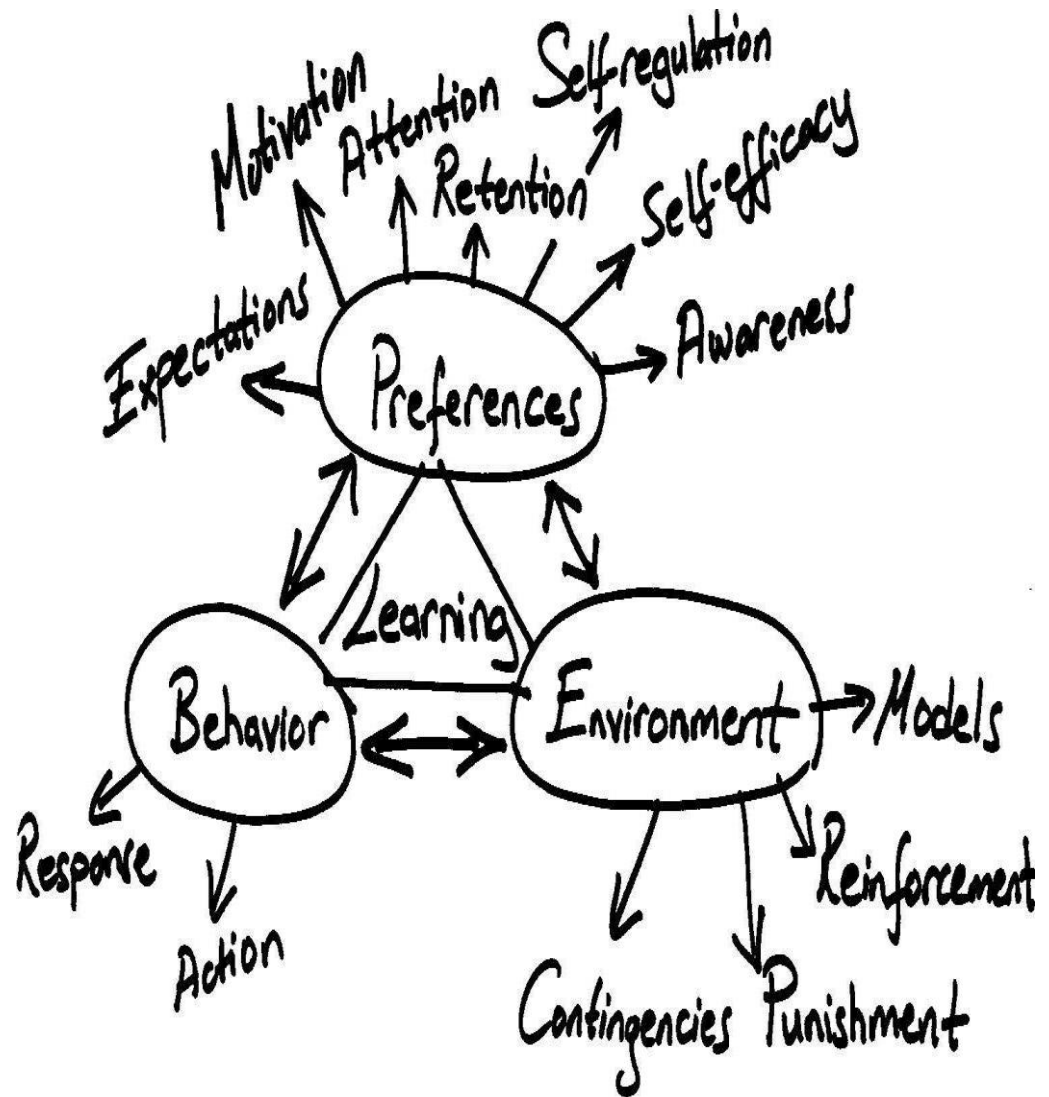 Motivation
Attention
Self-regulation
Retention
Self-efficacy
Expectations
Preferences
Awareness
Learning
Behavior
Environment
Models
Response
Reinforcement
Action
Contingencies
Punishment